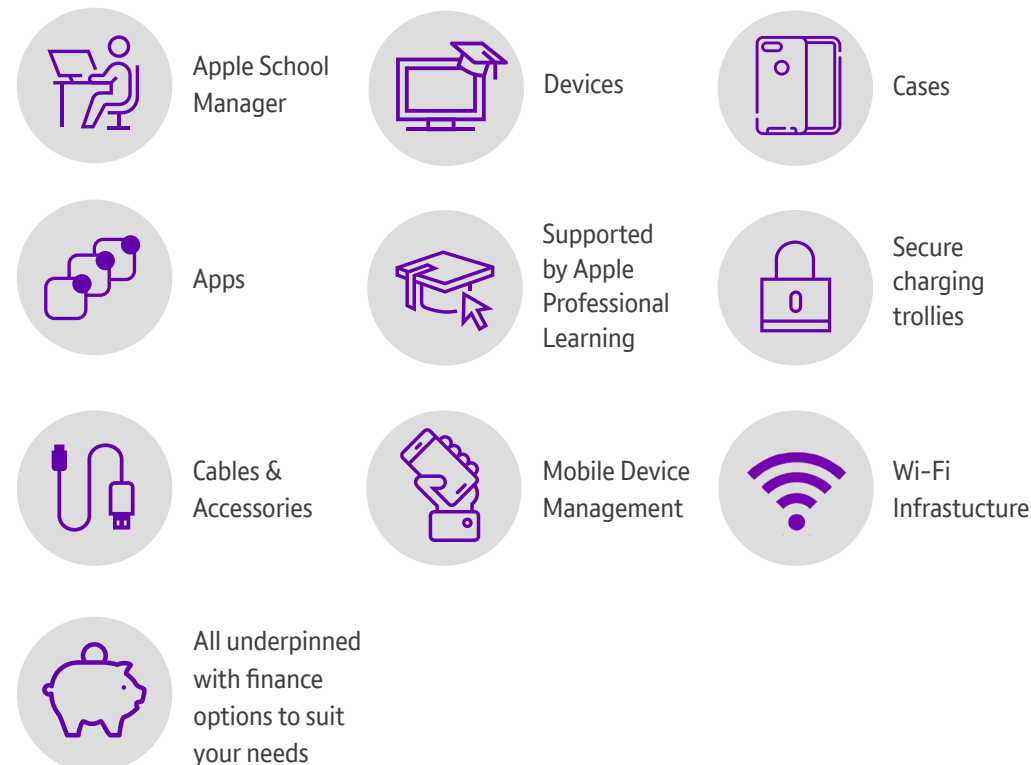 Apple School
Manager
Devices
Cases
Apps
Supported
by Apple
Professional
Learning
Secure
charging
trollies
Cables &
Accessories
Mobile Device
Management
Wi-Fi
Infrastucture
All underpinned
with finance
options to suit
your needs